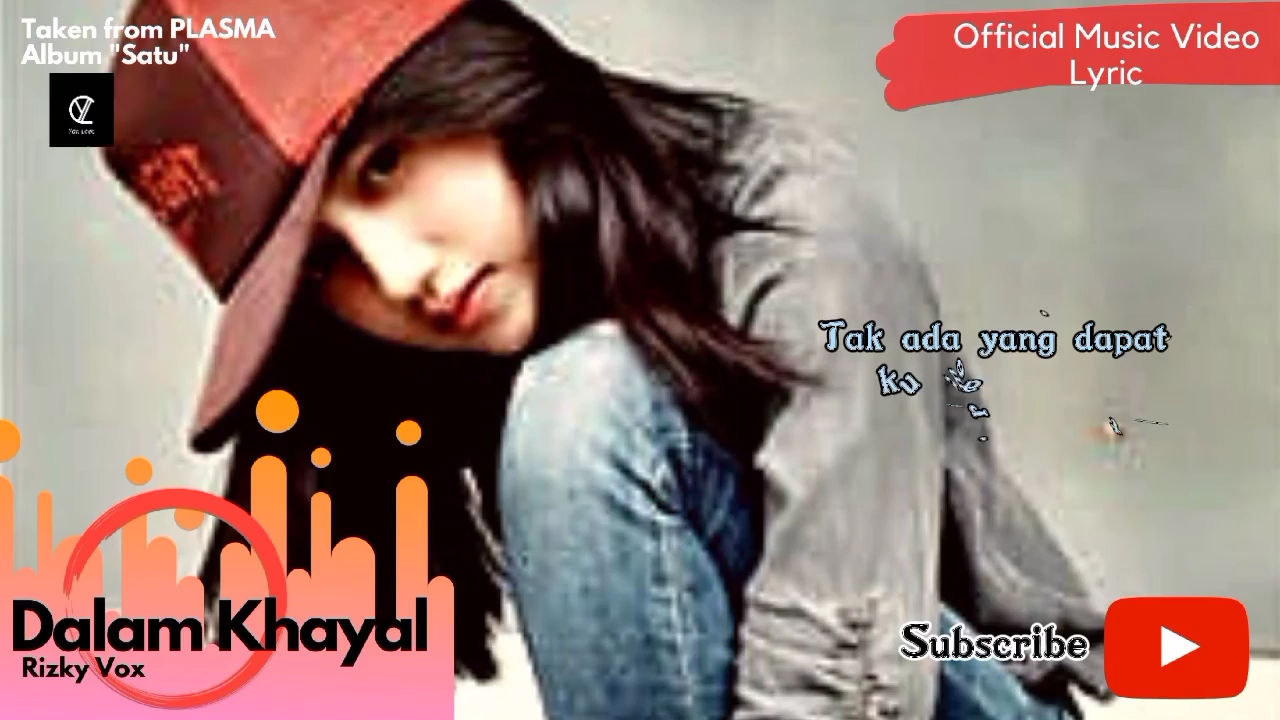 Taken from PLASMA
Album "Satu"
Official Music Video
Lyric
Tak ada yang dapat
ku
Subscribe
Dalam Khayal
Rizky Vox